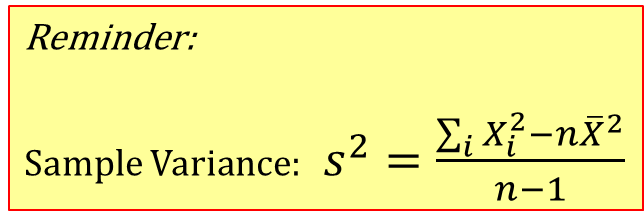 Reminder:
Sample Variance: s² = (∑ᵢ Xᵢ² − nX̄²) / (n−1)